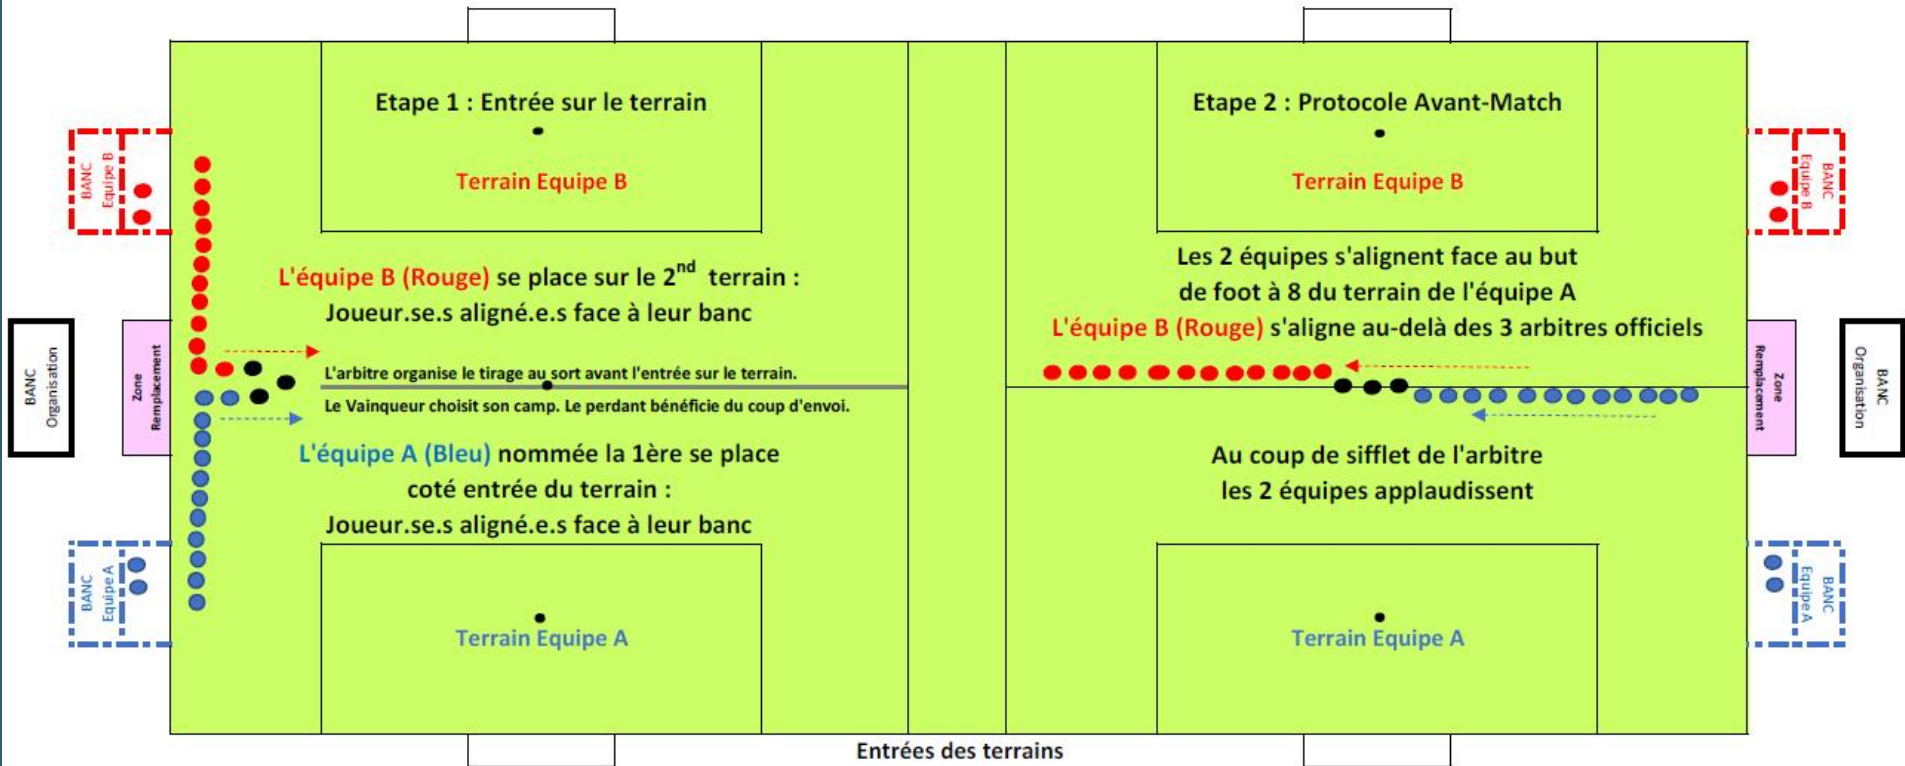 Etape 1 : Entrée sur le terrain
Terrain Equipe B
BANC
Equipe B
L'équipe B (Rouge) se place sur le 2nd terrain :
Joueur.se.s aligné.e.s face à leur banc
BANC
Organisation
Zone
Remplacement
L'arbitre organise le tirage au sort avant l'entrée sur le terrain.
Le Vainqueur choisit son camp. Le perdant bénéficie du coup d'envoi.
L'équipe A (Bleu) nommée la 1ère se place
coté entrée du terrain :
Joueur.se.s aligné.e.s face à leur banc
BANC
Equipe A
Terrain Equipe A
Etape 2 : Protocole Avant-Match
Terrain Equipe B
BANC
Equipe B
Les 2 équipes s'alignent face au but
de foot à 8 du terrain de l'équipe A
L'équipe B (Rouge) s'aligne au-delà des 3 arbitres officiels
Zone
Remplacement
BANC
Organisation
Au coup de sifflet de l'arbitre
les 2 équipes applaudissent
BANC
Equipe A
Terrain Equipe A
Entrées des terrains